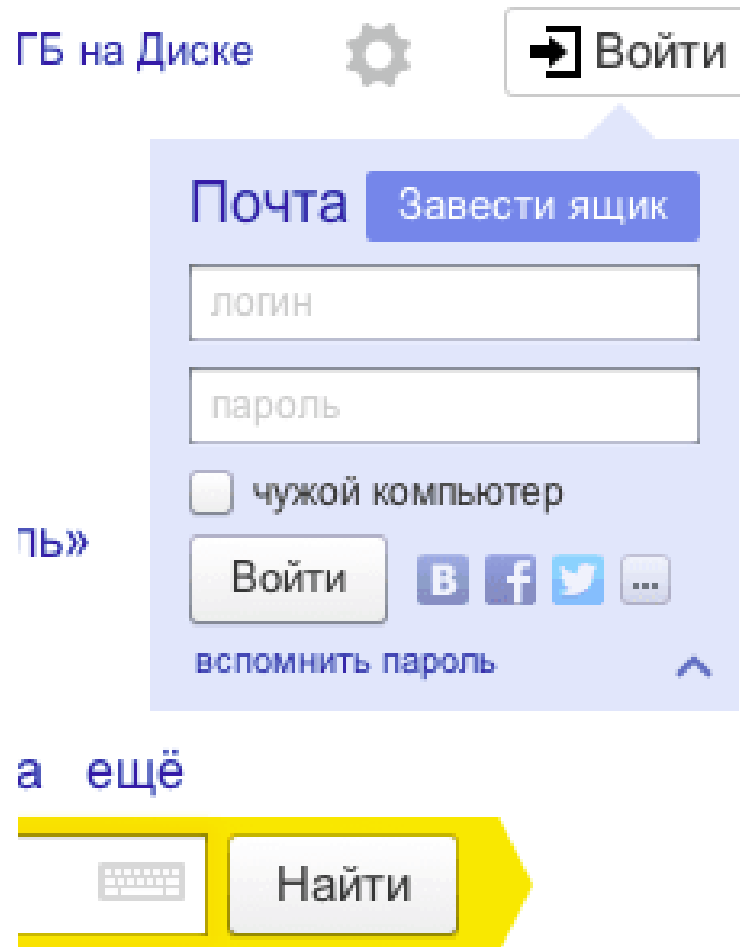 ГБ на Диске
Войти
Почта Завести ящик
логин
пароль
чужой компьютер
ль»
Войти B f ...
вспомнить пароль
а ещё
Найти